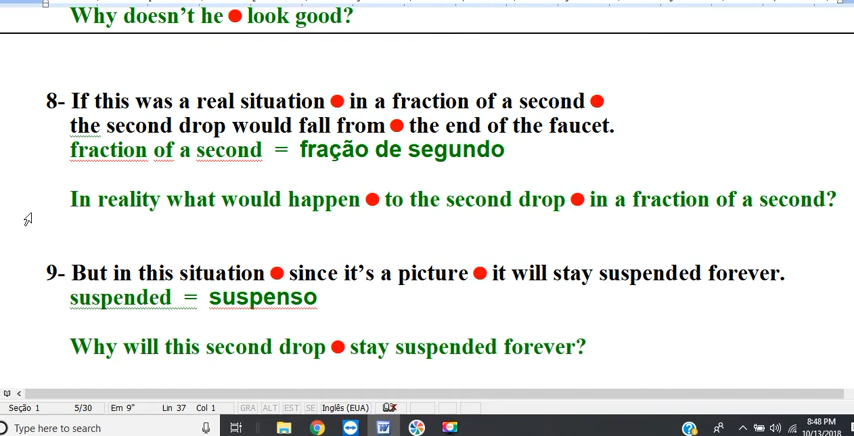 Why doesn't he ● look good?
8- If this was a real situation ● in a fraction of a second ●
the second drop would fall from ● the end of the faucet.
fraction of a second = fração de segundo
In reality what would happen ● to the second drop ● in a fraction of a second?
9- But in this situation ● since it's a picture ● it will stay suspended forever.
suspended = suspenso
Why will this second drop ● stay suspended forever?
Seção 1 5/30 Em 9" Lin 37 Col 1 GRA ALT EST SE Inglês (EUA)
Type here to search
8:48 PM
10/13/2018